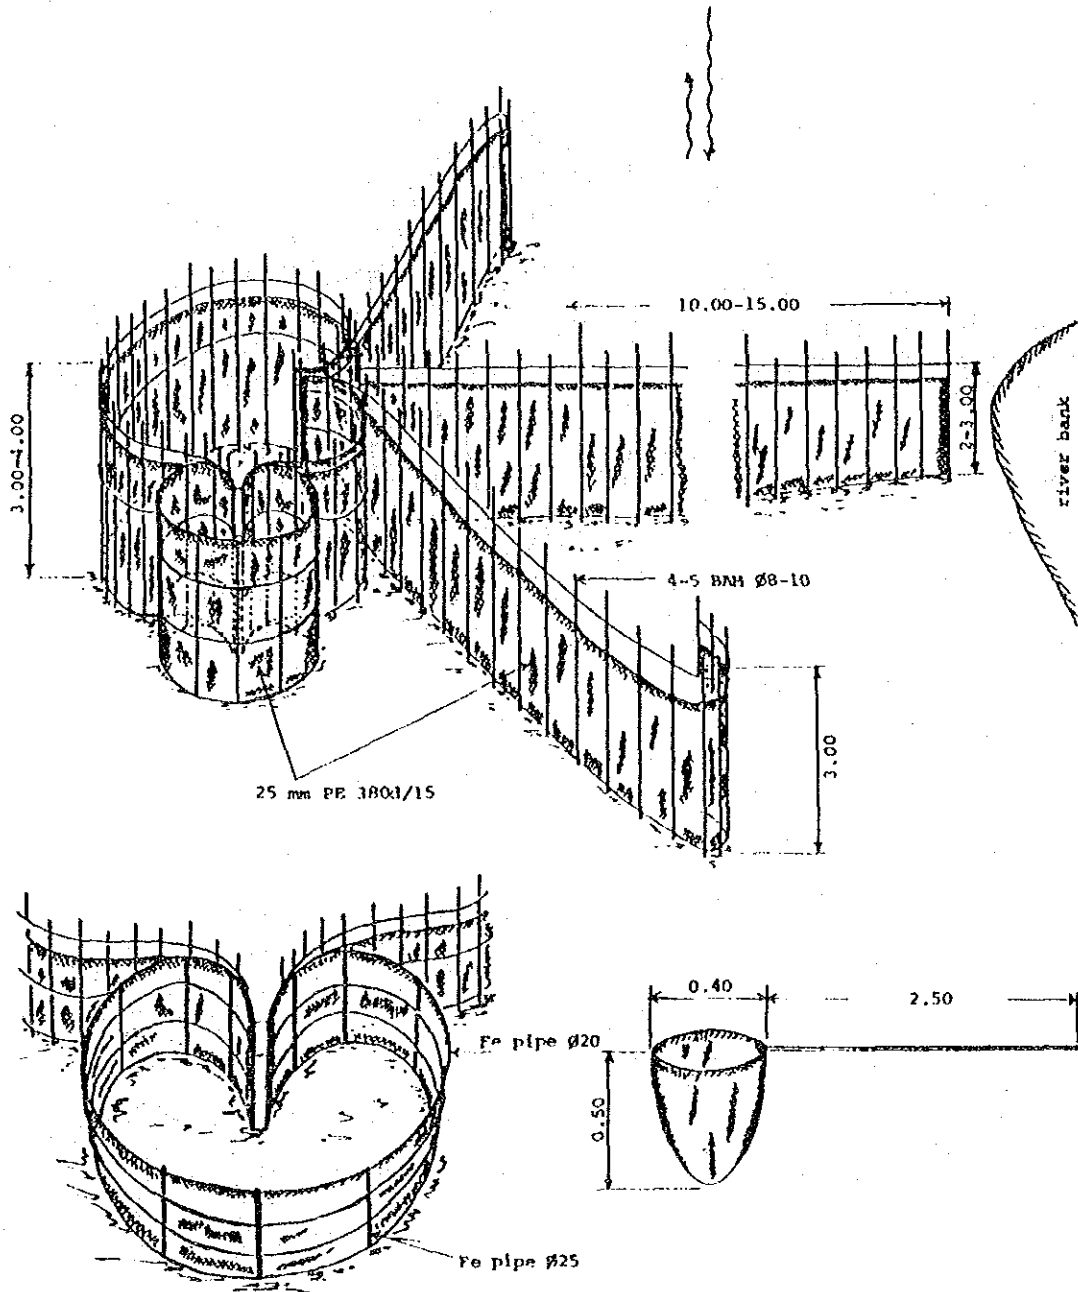 10.00-15.00
3.00-4.00
2-3.00
river bank
4-5 BAM Ø8-10
3.00
25 mm PE 380d/15
0.40
2.50
Fe pipe Ø20
0.50
Fe pipe Ø25